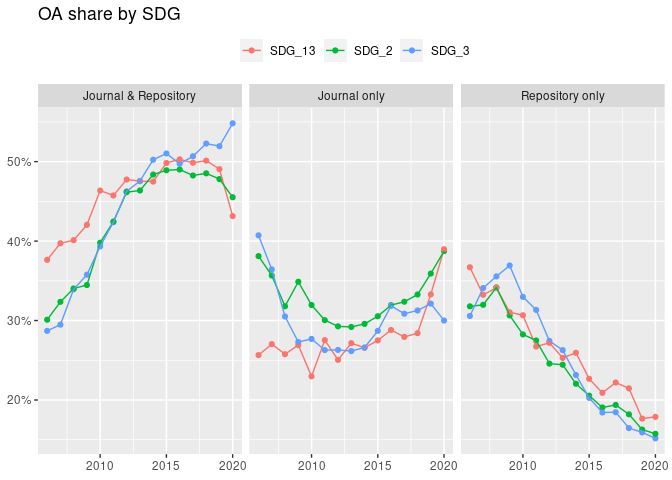 OA share by SDG
SDG_13 SDG_2 SDG_3
Journal & Repository Journal only Repository only
50%
40%
30%
20%
2010 2015 2020 2010 2015 2020 2010 2015 2020